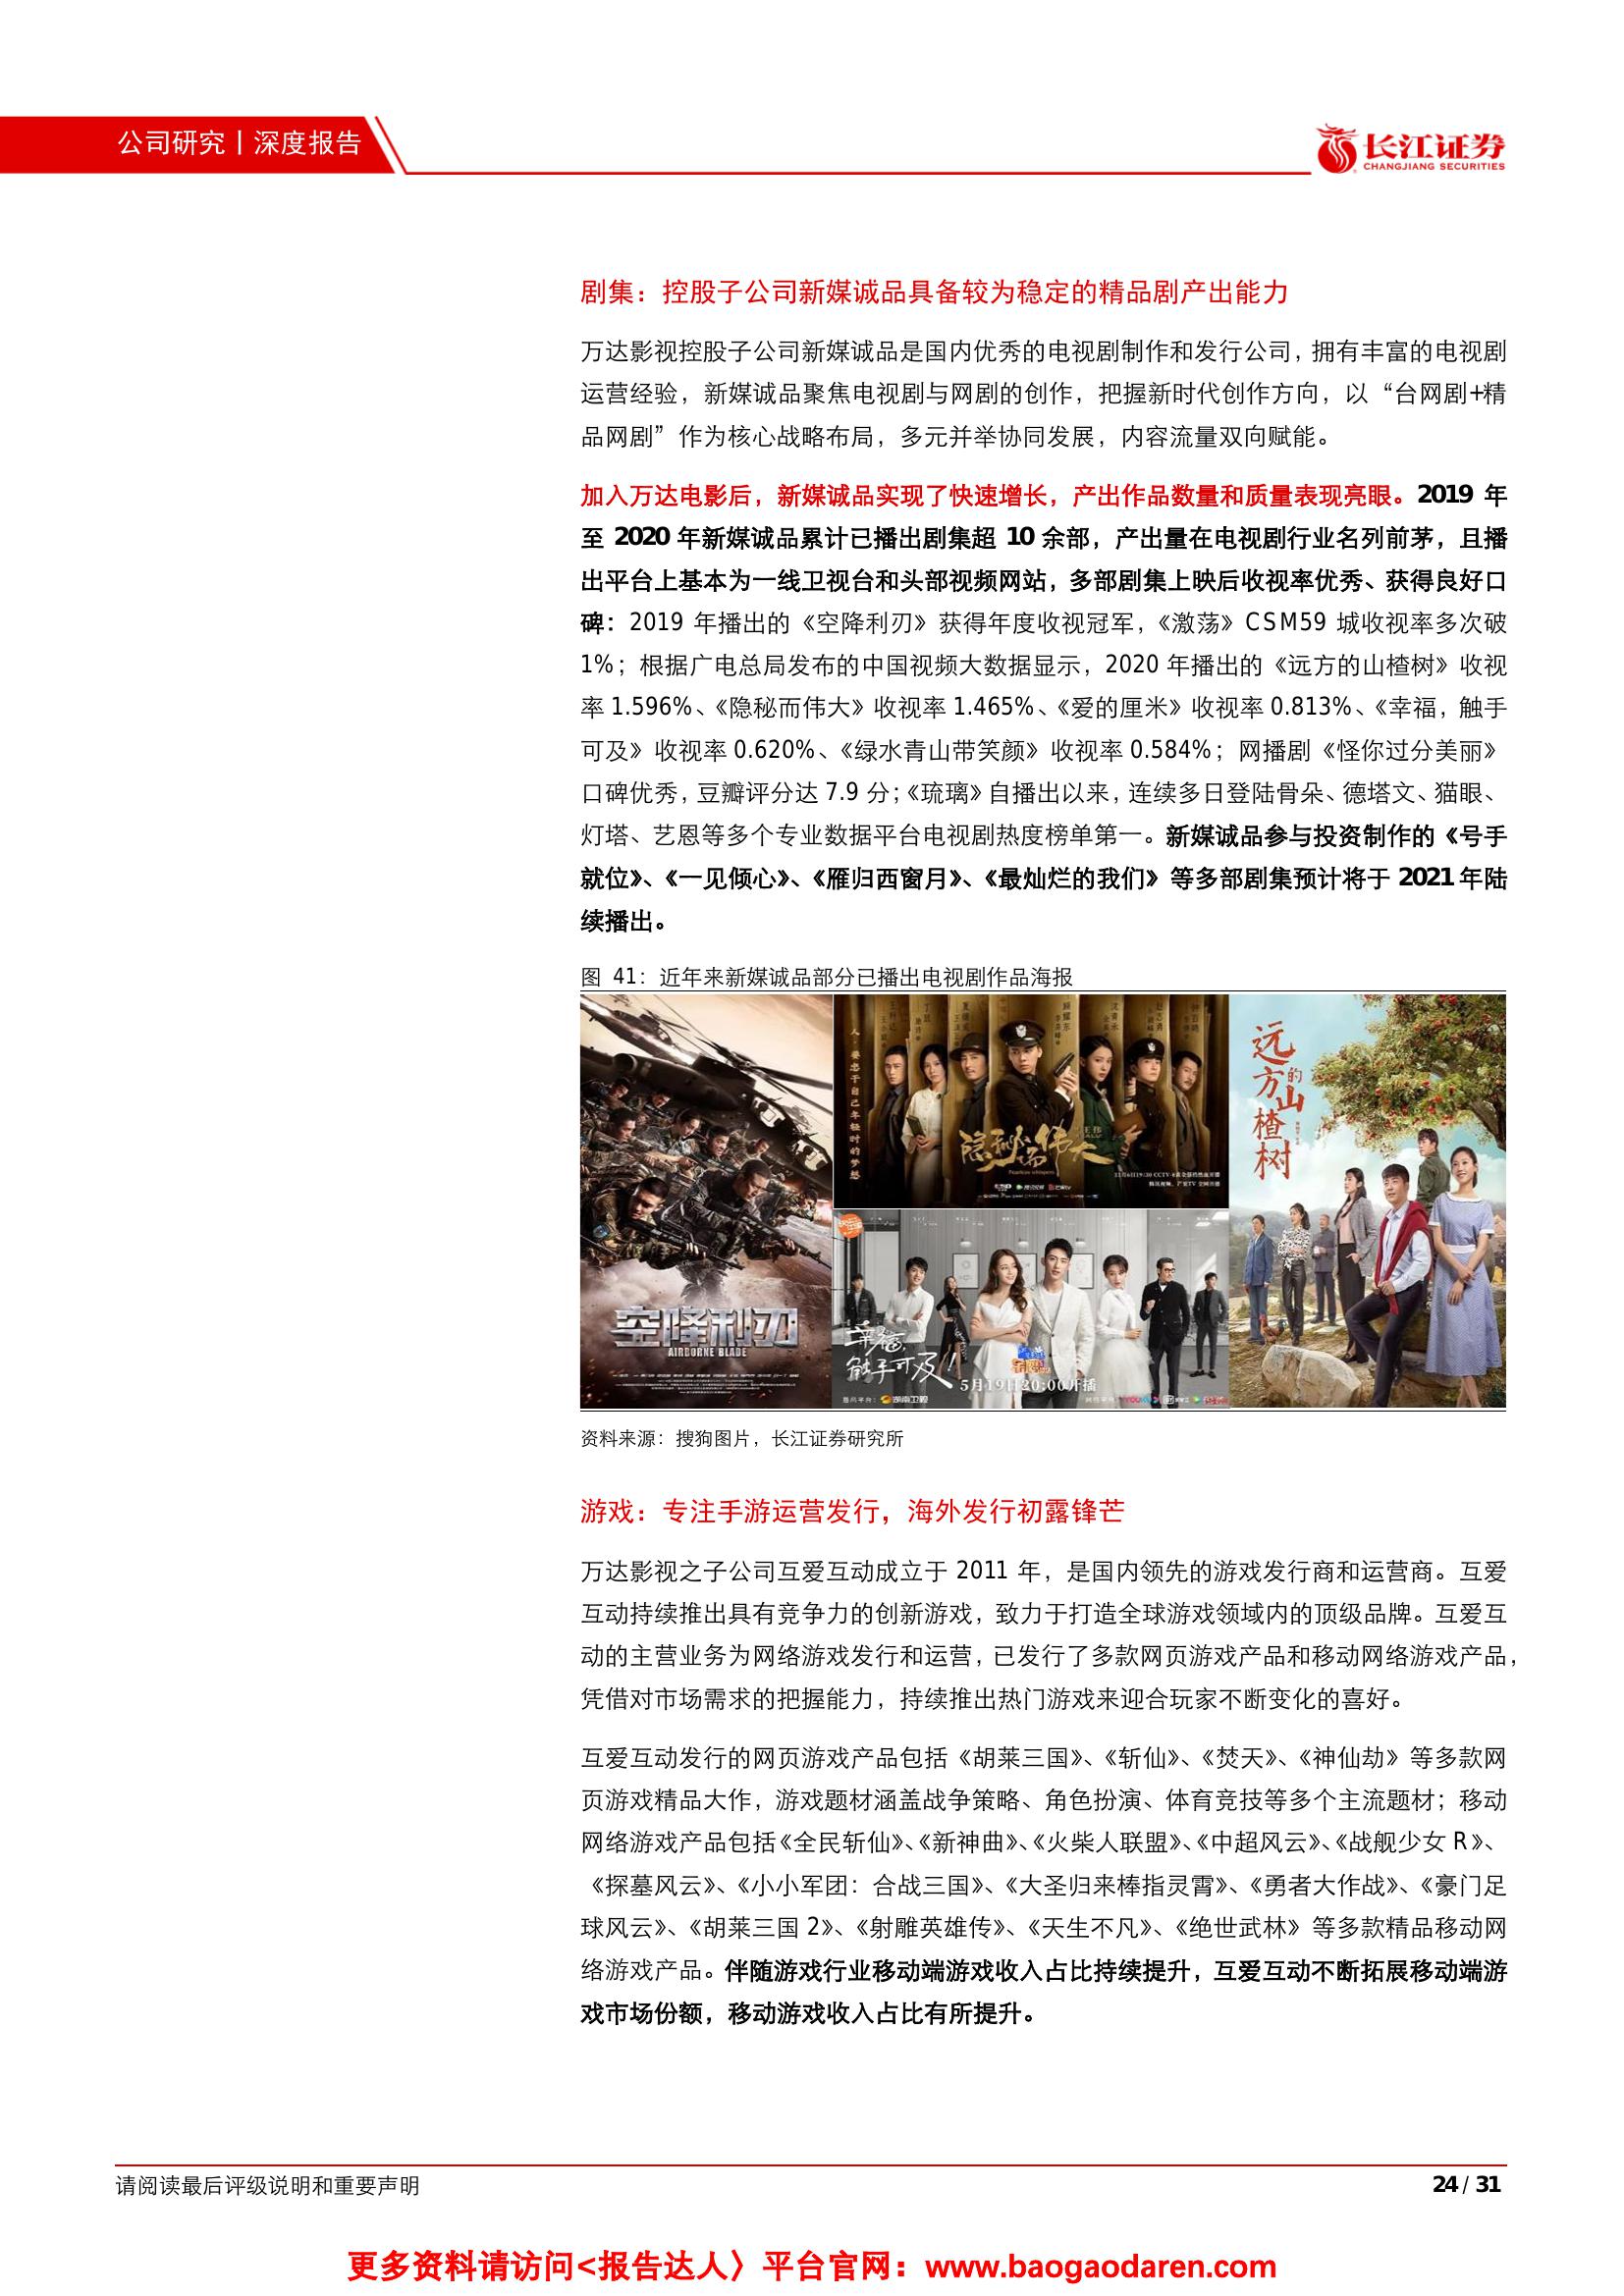 公司研究丨深度报告
长江证券
CHANGJIANG SECURITIES
剧集：控股子公司新媒诚品具备较为稳定的精品剧产出能力
万达影视控股子公司新媒诚品是国内优秀的电视剧制作和发行公司，拥有丰富的电视剧
运营经验，新媒诚品聚焦电视剧与网剧的创作，把握新时代创作方向，以“台网剧+精
品网剧”作为核心战略布局，多元并举协同发展，内容流量双向赋能。
加入万达电影后，新媒诚品实现了快速增长，产出作品数量和质量表现亮眼。2019 年
至 2020 年新媒诚品累计已播出剧集超 10 余部，产出量在电视剧行业名列前茅，且播
出平台上基本为一线卫视台和头部视频网站，多部剧集上映后收视率优秀、获得良好口
碑：2019 年播出的《空降利刃》获得年度收视冠军，《激荡》CSM59 城收视率多次破
1%；根据广电总局发布的中国视频大数据显示，2020 年播出的《远方的山楂树》收视
率 1.596%、《隐秘而伟大》收视率 1.465%、《爱的厘米》收视率 0.813%、《幸福，触手
可及》收视率 0.620%、《绿水青山带笑颜》收视率 0.584%；网播剧《怪你过分美丽》
口碑优秀，豆瓣评分达 7.9 分；《琉璃》自播出以来，连续多日登陆骨朵、德塔文、猫眼、
灯塔、艺恩等多个专业数据平台电视剧热度榜单第一。新媒诚品参与投资制作的《号手
就位》、《一见倾心》、《雁归西窗月》、《最灿烂的我们》等多部剧集预计将于 2021 年陆
续播出。
图 41：近年来新媒诚品部分已播出电视剧作品海报
人，要忠于自己年轻时的梦想
隐秘而伟大
远方的山楂树
空降利刃
AIRBORNE BLADE
幸福，
触手可及！
5月19日20:00开播
湖南卫视
资料来源：搜狗图片，长江证券研究所
游戏：专注手游运营发行，海外发行初露锋芒
万达影视之子公司互爱互动成立于 2011 年，是国内领先的游戏发行商和运营商。互爱
互动持续推出具有竞争力的创新游戏，致力于打造全球游戏领域内的顶级品牌。互爱互
动的主营业务为网络游戏发行和运营，已发行了多款网页游戏产品和移动网络游戏产品，
凭借对市场需求的把握能力，持续推出热门游戏来迎合玩家不断变化的喜好。
互爱互动发行的网页游戏产品包括《胡莱三国》、《斩仙》、《焚天》、《神仙劫》等多款网
页游戏精品大作，游戏题材涵盖战争策略、角色扮演、体育竞技等多个主流题材；移动
网络游戏产品包括《全民斩仙》、《新神曲》、《火柴人联盟》、《中超风云》、《战舰少女 R》、
《探墓风云》、《小小军团：合战三国》、《大圣归来棒指灵霄》、《勇者大作战》、《豪门足
球风云》、《胡莱三国 2》、《射雕英雄传》、《天生不凡》、《绝世武林》等多款精品移动网
络游戏产品。伴随游戏行业移动端游戏收入占比持续提升，互爱互动不断拓展移动端游
戏市场份额，移动游戏收入占比有所提升。
请阅读最后评级说明和重要声明
24 / 31
更多资料请访问<报告达人〉平台官网：www.baogaodaren.com